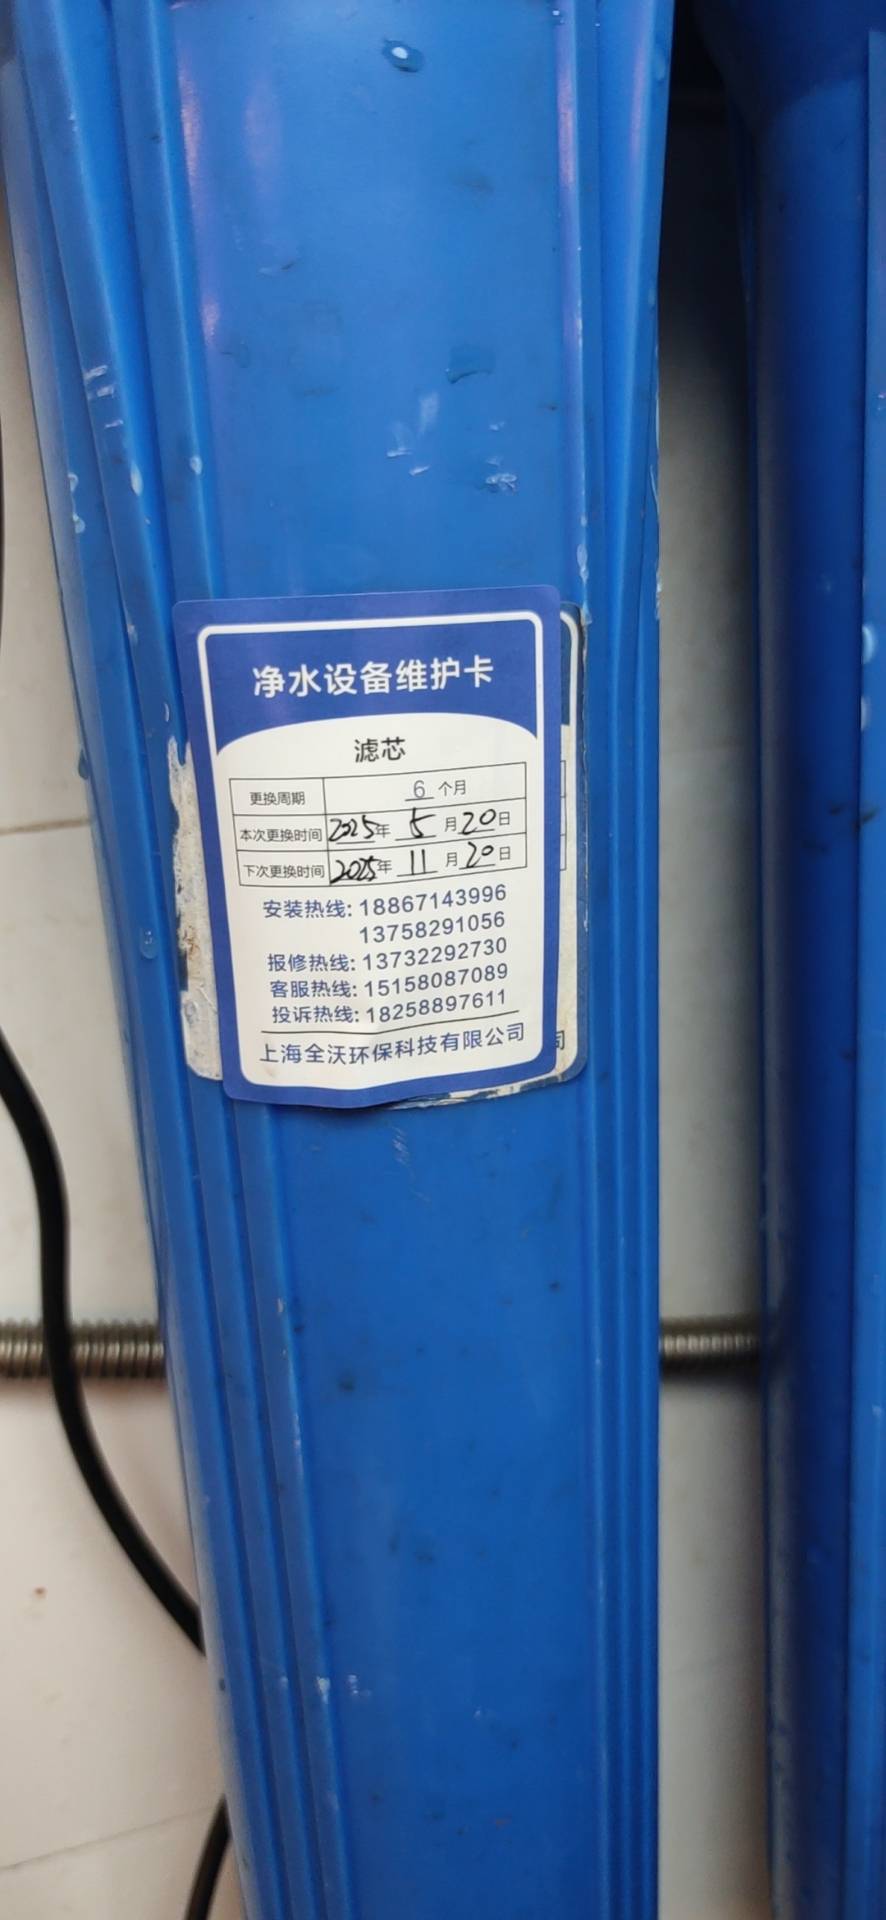 净水设备维护卡
滤芯
更换周期 6 个月
本次更换时间 2025年 5 月 20 日
下次更换时间 2025年 11 月 20 日
安装热线: 18867143996
13758291056
报修热线: 13732292730
客服热线: 15158087089
投诉热线: 18258897611
上海全沃环保科技有限公司
司